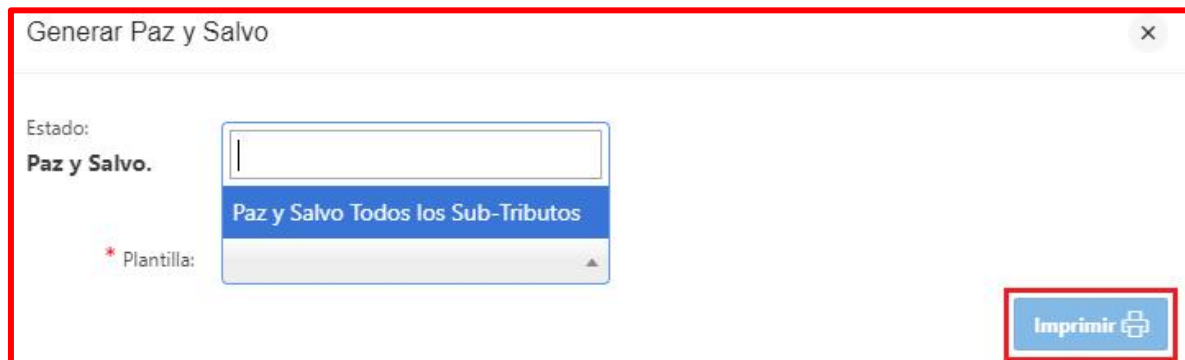 Generar Paz y Salvo
Estado:
Paz y Salvo.
Paz y Salvo Todos los Sub-Tributos
* Plantilla:
Imprimir